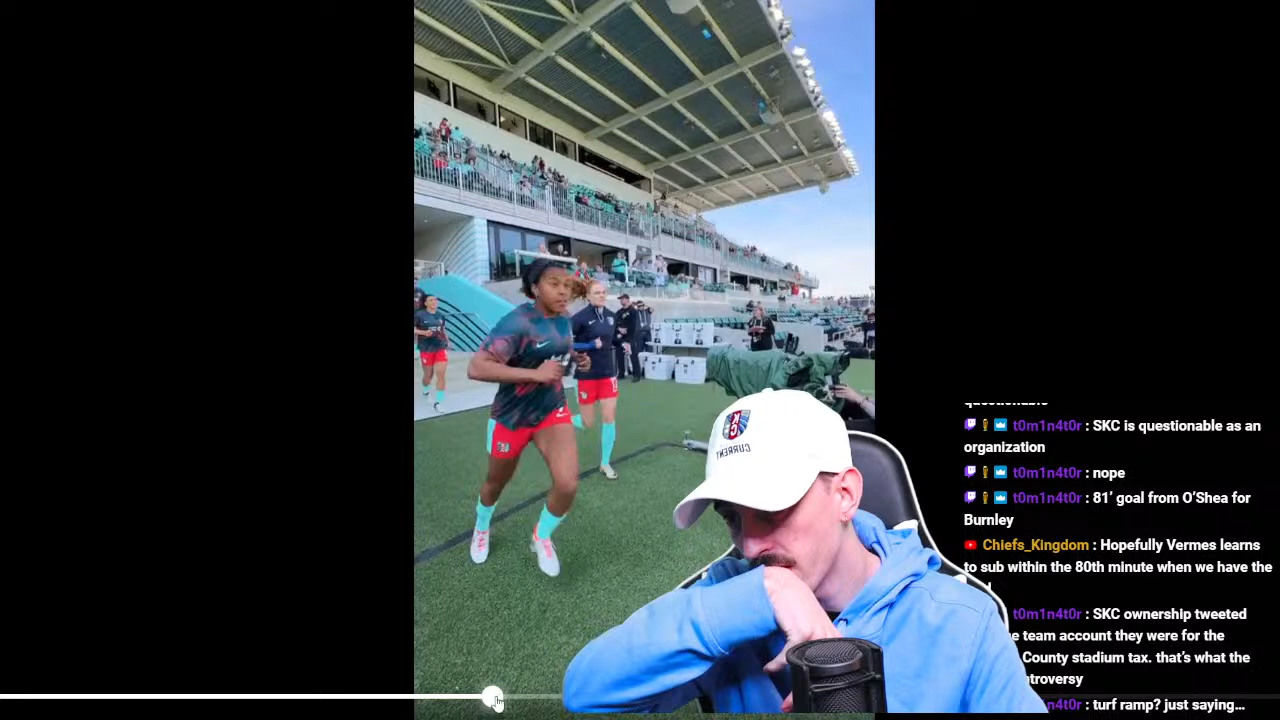 KC
CURRENT
t0m1n4t0r : SKC is questionable as an
organization
t0m1n4t0r : nope
t0m1n4t0r : 81' goal from O'Shea for
Burnley
Chiefs_Kingdom : Hopefully Vermes learns
to sub within the 80th minute when we have the
t0m1n4t0r : SKC ownership tweeted
e team account they were for the
County stadium tax. that's what the
ntroversy
n4t0r : turf ramp? just saying...